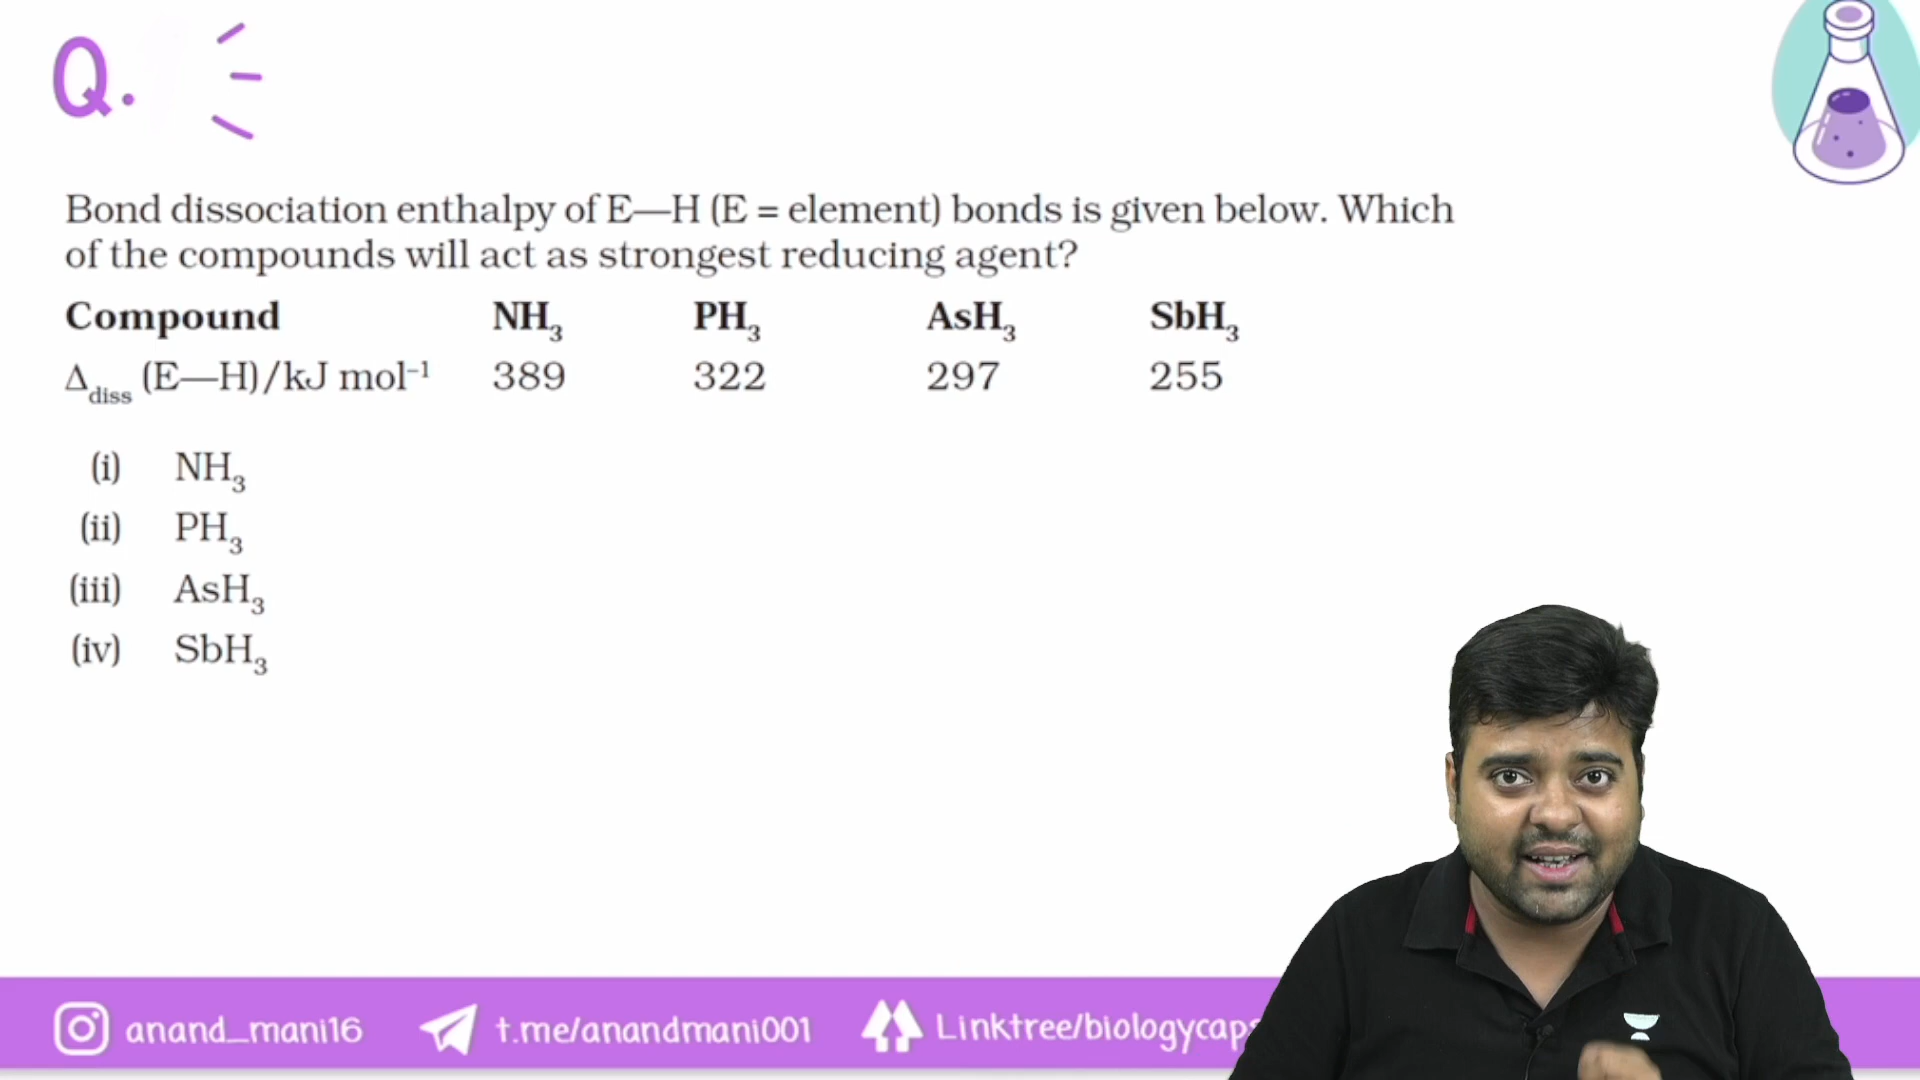 Q.
Bond dissociation enthalpy of E—H (E = element) bonds is given below. Which
of the compounds will act as strongest reducing agent?
Compound NH₃ PH₃ AsH₃ SbH₃
Δdiss (E—H)/kJ mol⁻¹ 389 322 297 255
(i) NH₃
(ii) PH₃
(iii) AsH₃
(iv) SbH₃
anand_mani16 t.me/anandmani001 Linktree/biologycaps